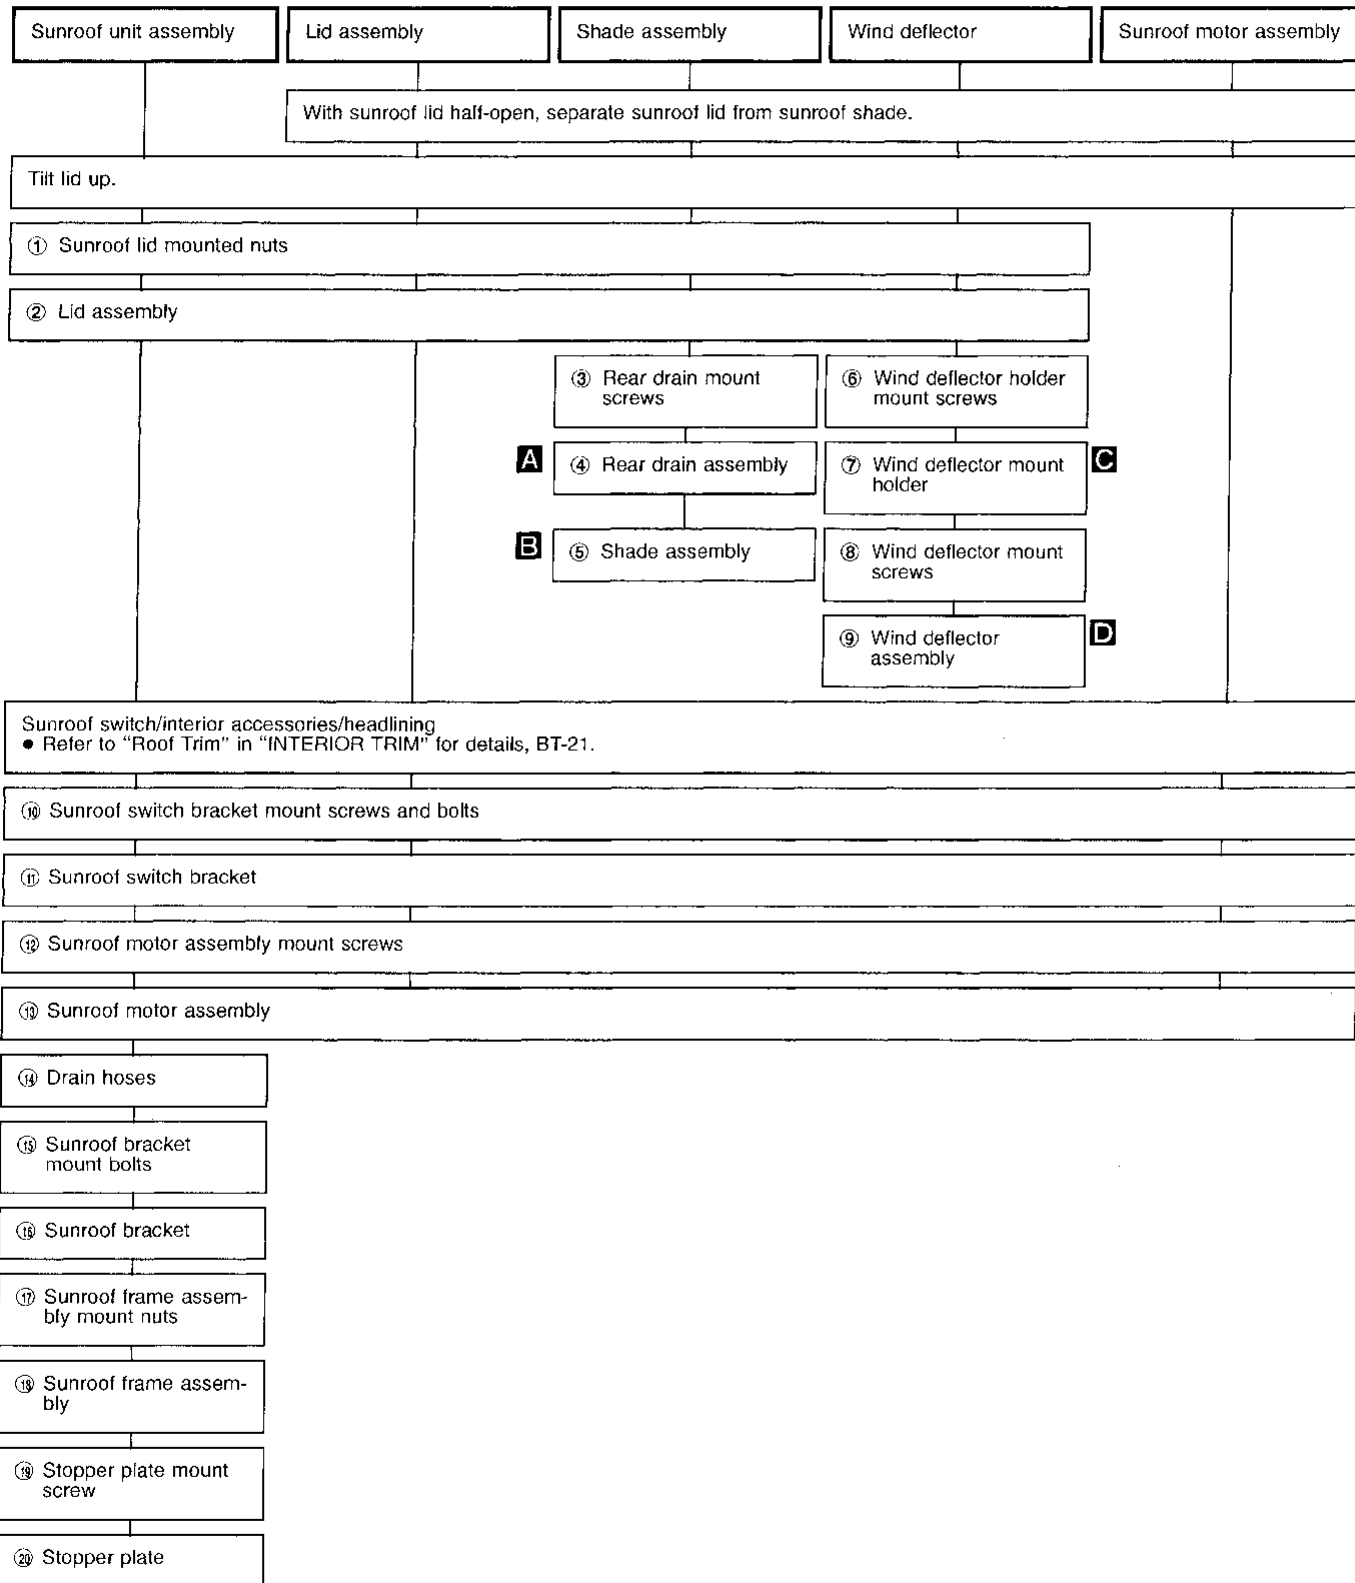 Sunroof unit assembly
Lid assembly
Shade assembly
Wind deflector
Sunroof motor assembly
With sunroof lid half-open, separate sunroof lid from sunroof shade.
Tilt lid up.
① Sunroof lid mounted nuts
② Lid assembly
③ Rear drain mount
screws
A
④ Rear drain assembly
B
⑤ Shade assembly
⑥ Wind deflector holder
mount screws
⑦ Wind deflector mount
holder
C
⑧ Wind deflector mount
screws
⑨ Wind deflector
assembly
D
Sunroof switch/interior accessories/headlining
● Refer to “Roof Trim” in “INTERIOR TRIM” for details, BT-21.
⑩ Sunroof switch bracket mount screws and bolts
⑪ Sunroof switch bracket
⑫ Sunroof motor assembly mount screws
⑬ Sunroof motor assembly
⑭ Drain hoses
⑮ Sunroof bracket
mount bolts
⑯ Sunroof bracket
⑰ Sunroof frame assem-
bly mount nuts
⑱ Sunroof frame assem-
bly
⑲ Stopper plate mount
screw
⑳ Stopper plate